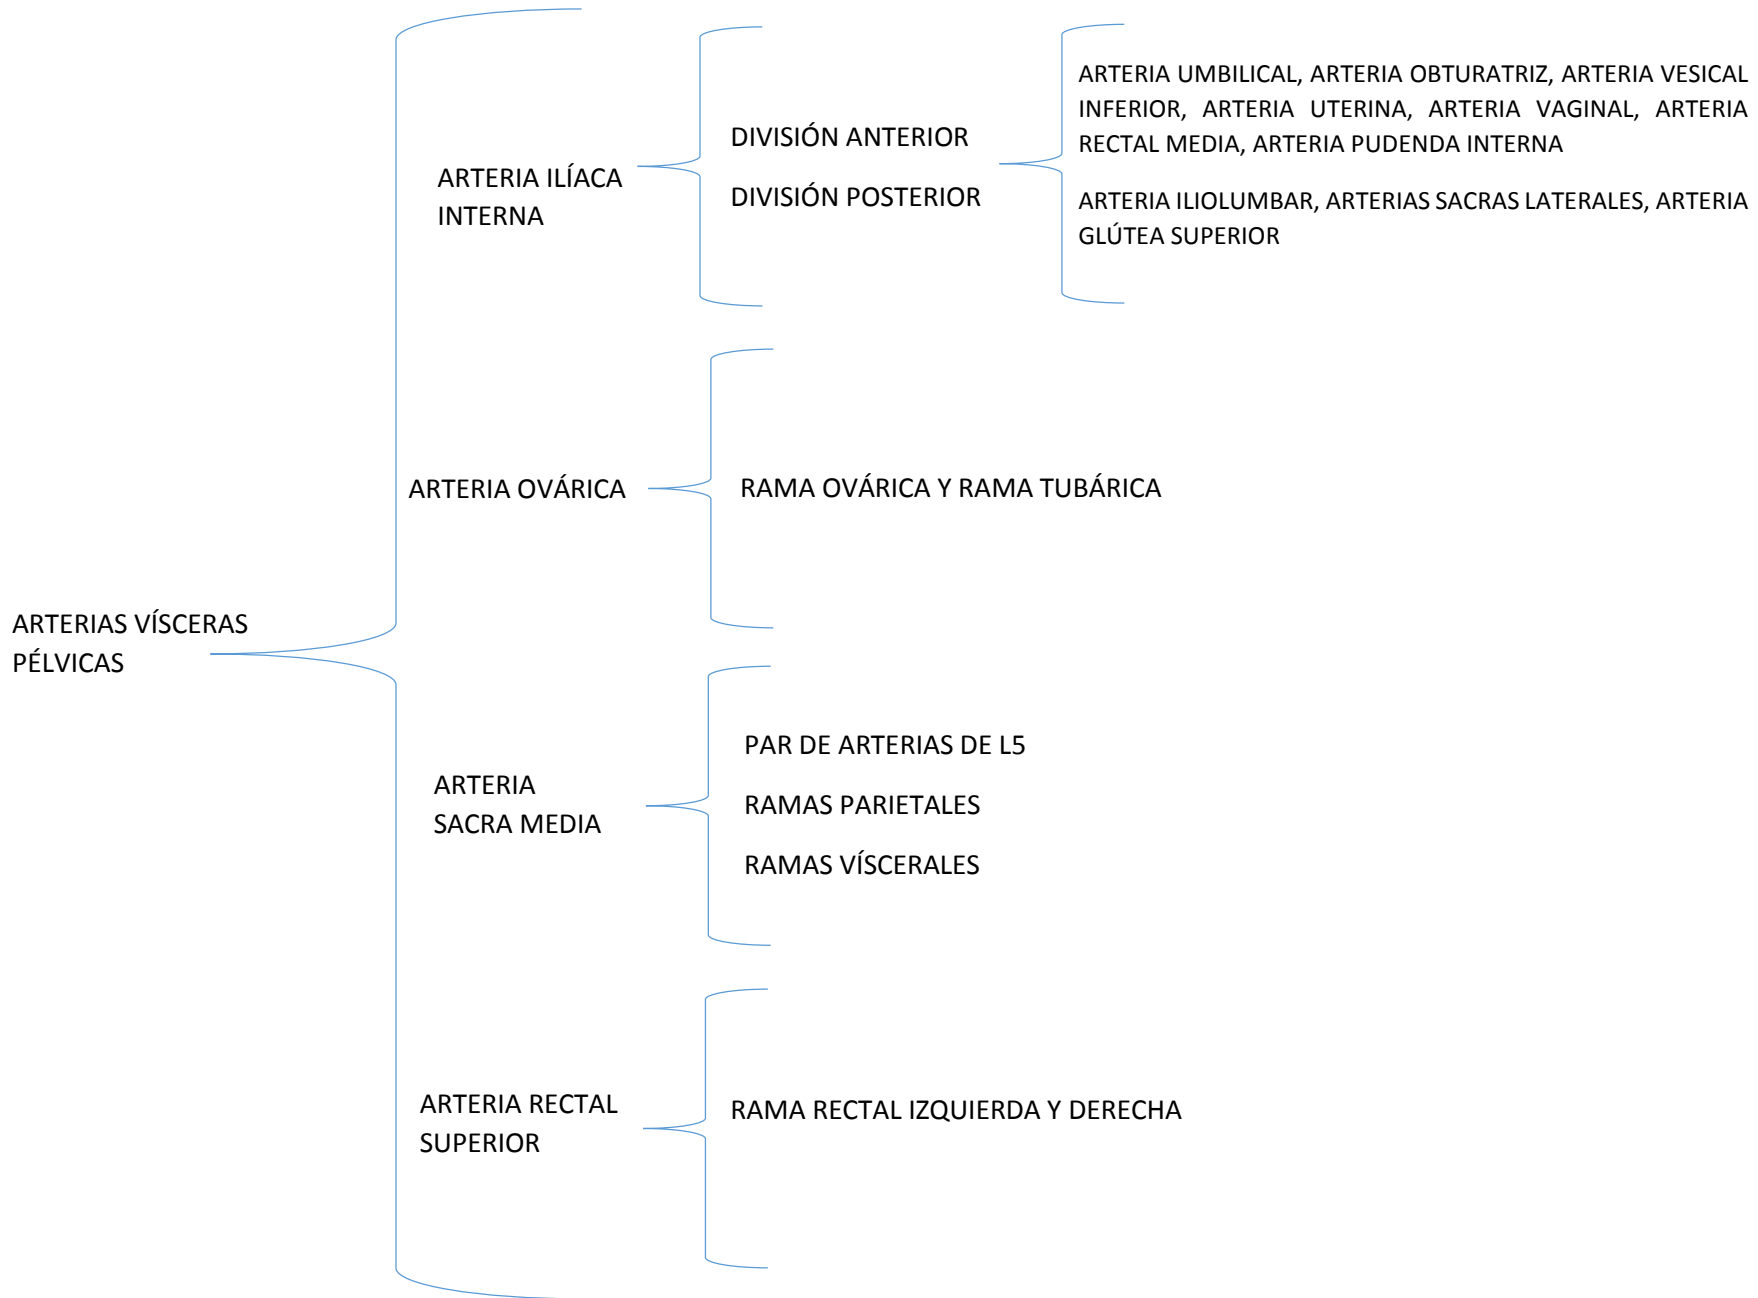 ARTERIA UMBILICAL, ARTERIA OBTURATRIZ, ARTERIA VESICAL
INFERIOR, ARTERIA UTERINA, ARTERIA VAGINAL, ARTERIA
RECTAL MEDIA, ARTERIA PUDENDA INTERNA
DIVISIÓN ANTERIOR
ARTERIA ILÍACA
INTERNA
DIVISIÓN POSTERIOR
ARTERIA ILIOLUMBAR, ARTERIAS SACRAS LATERALES, ARTERIA
GLÚTEA SUPERIOR
ARTERIA OVÁRICA
RAMA OVÁRICA Y RAMA TUBÁRICA
ARTERIAS VÍSCERAS
PÉLVICAS
PAR DE ARTERIAS DE L5
ARTERIA
SACRA MEDIA
RAMAS PARIETALES
RAMAS VÍSCERALES
ARTERIA RECTAL
SUPERIOR
RAMA RECTAL IZQUIERDA Y DERECHA